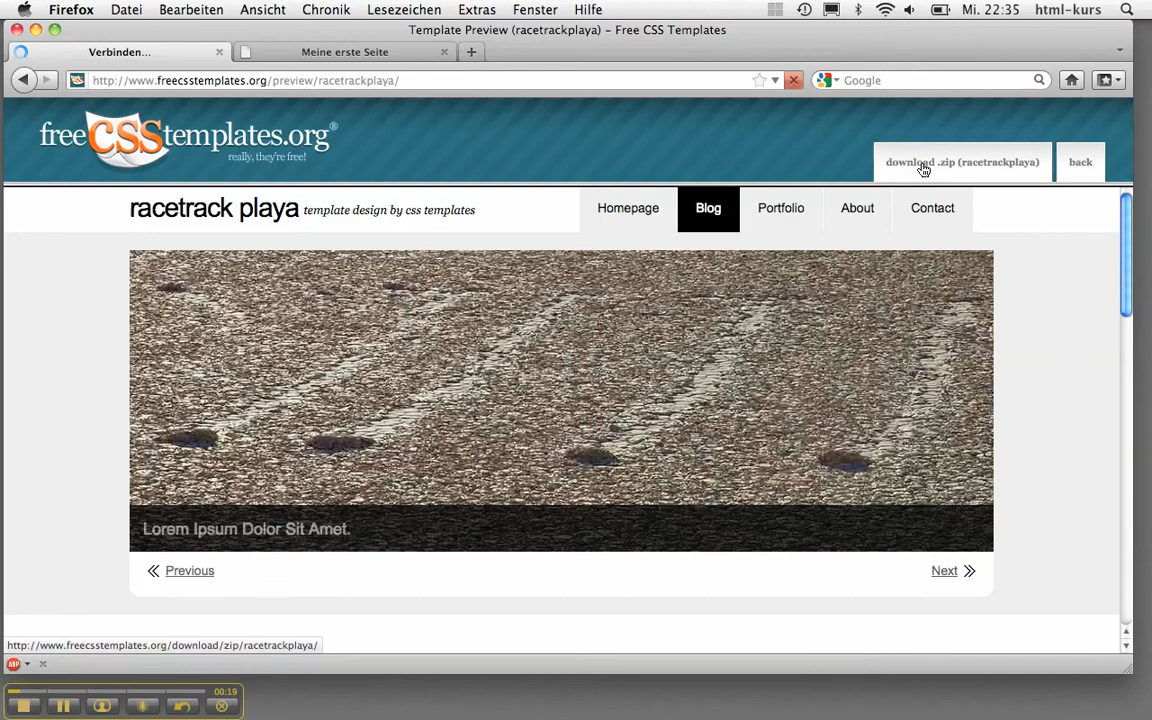 Firefox Datei Bearbeiten Ansicht Chronik Lesezeichen Extras Fenster Hilfe Mi. 22:35 html-kurs
Template Preview (racetrackplaya) – Free CSS Templates
Verbinden... Meine erste Seite
http://www.freecsstemplates.org/preview/racetrackplaya/ Google
freeCSStemplates.org®
really, they're free!
download .zip (racetrackplaya) back
racetrack playa template design by css templates Homepage Blog Portfolio About Contact
Lorem Ipsum Dolor Sit Amet.
Previous Next
http://www.freecsstemplates.org/download/zip/racetrackplaya/
ABP
00:19